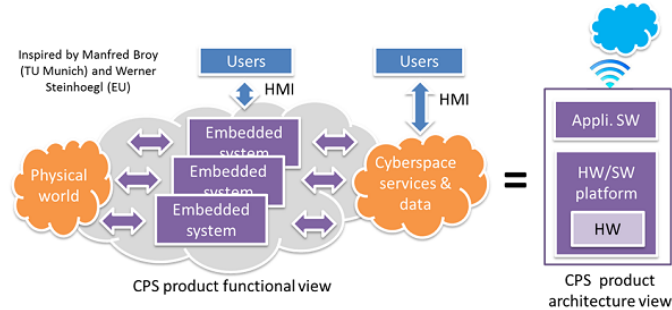 Inspired by Manfred Broy
(TU Munich) and Werner
Steinhoegl (EU)
Users
Users
HMI
HMI
Embedded
system
Embedded
system
Embedded
system
Physical
world
Cyberspace
services &
data
=
Appli. SW
HW/SW
platform
HW
CPS product functional view
CPS product
architecture view